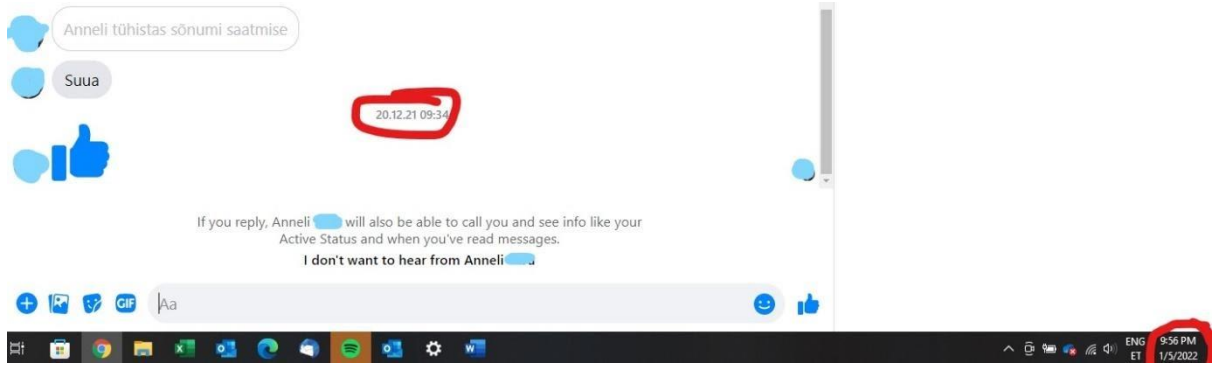 Anneli tühistas sõnumi saatmise
Suua
20.12.21 09:34
If you reply, Anneli will also be able to call you and see info like your
Active Status and when you've read messages.
I don't want to hear from Anneli
GIF
Aa
ENG
ET
9:56 PM
1/5/2022